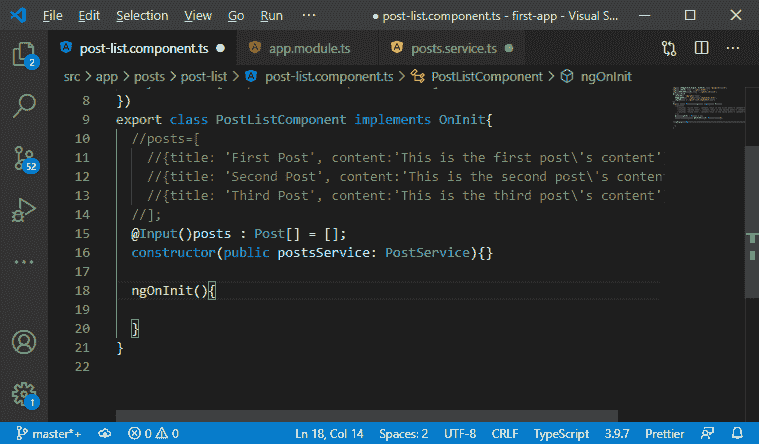 File Edit Selection View Go Run ··· ● post-list.component.ts - first-app - Visual S...
post-list.component.ts ● app.module.ts posts.service.ts ●
src > app > posts > post-list > post-list.component.ts > PostListComponent > ngOnInit
2
52
1
8 })
9 export class PostListComponent implements OnInit{
10 //posts=[
11 //{title: 'First Post', content:'This is the first post\'s content'
12 //{title: 'Second Post', content:'This is the second post\'s conten
13 //{title: 'Third Post', content:'This is the third post\'s content'
14 //];
15 @Input()posts : Post[] = [];
16 constructor(public postsService: PostService){}
17
18 ngOnInit(){
19
20 }
21 }
22
master*+ 0 0 Ln 18, Col 14 Spaces: 2 UTF-8 CRLF TypeScript 3.9.7 Prettier